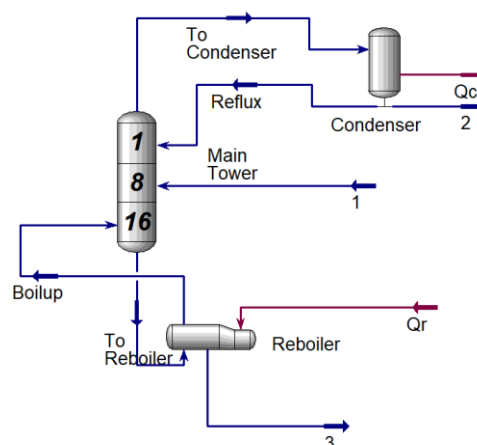 To
Condenser
Reflux
Condenser
Qc
2
1
8
16
Main
Tower
1
Boilup
To
Reboiler
Reboiler
Qr
3